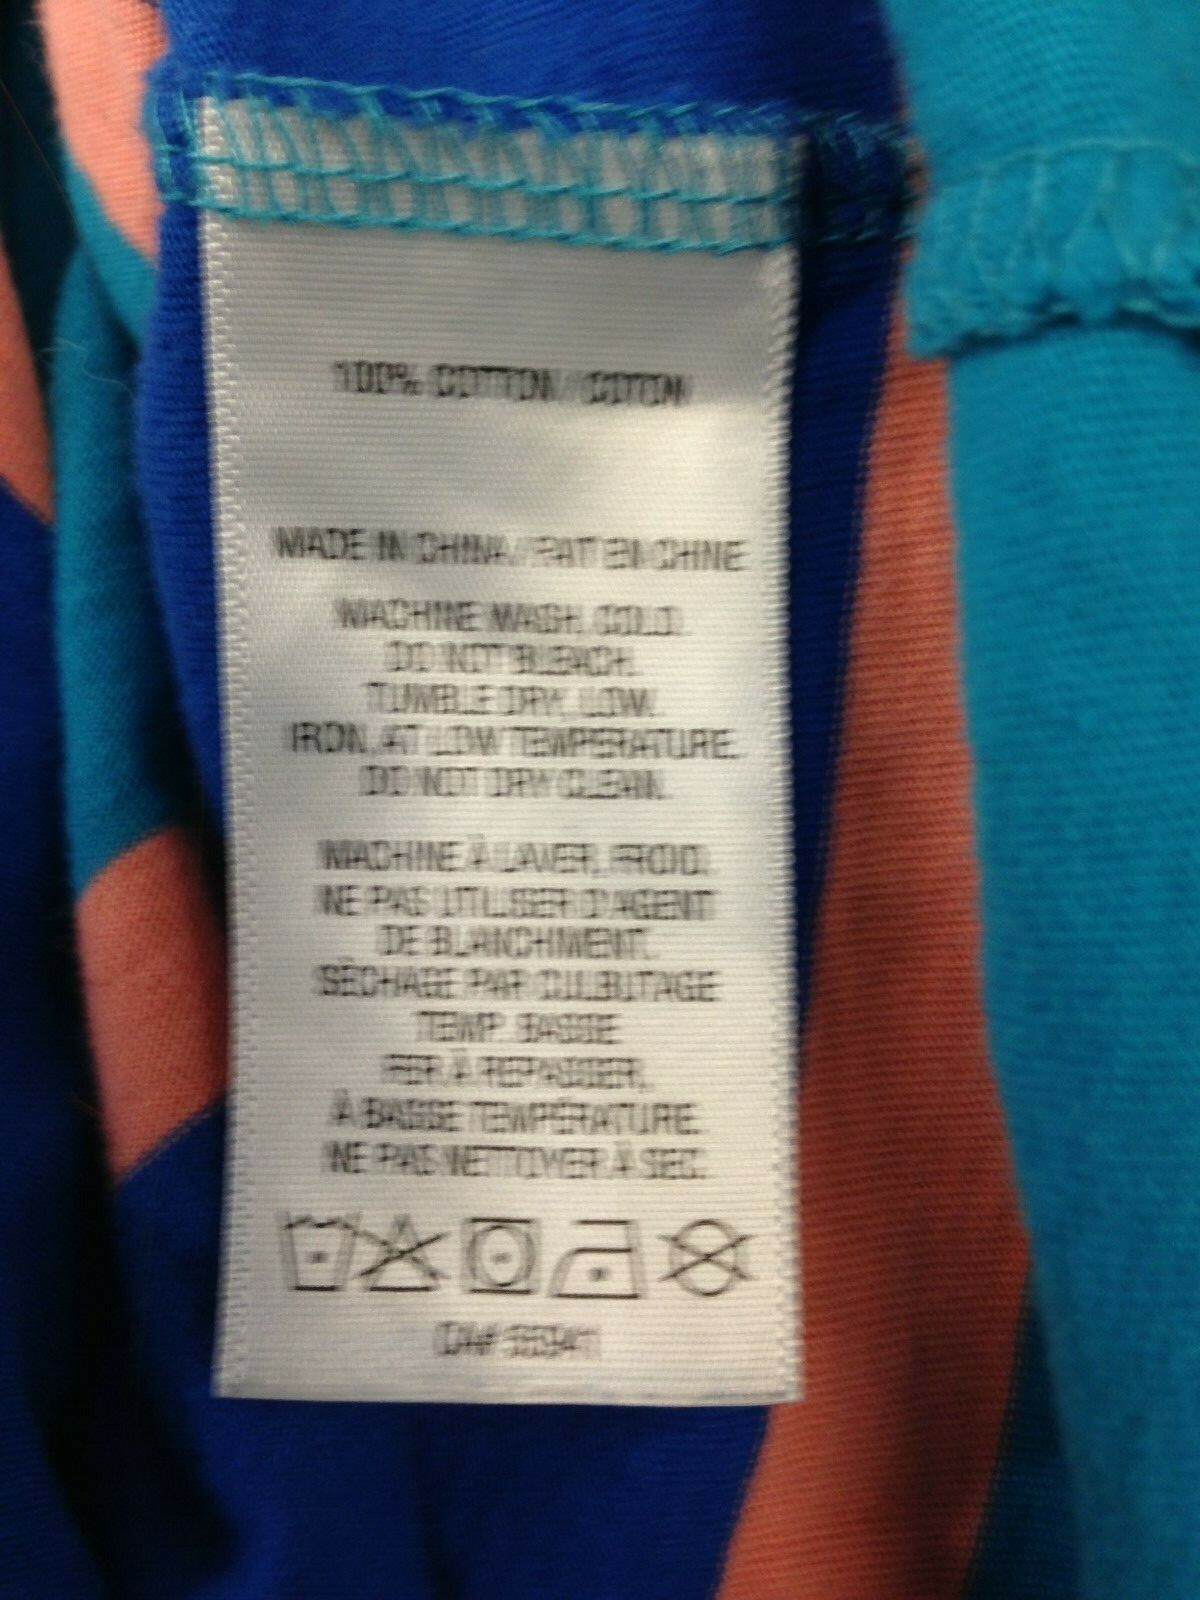 100% COTTON / COTON
MADE IN CHINA / FAIT EN CHINE
MACHINE WASH, COLD.
DO NOT BLEACH.
TUMBLE DRY, LOW.
IRON, AT LOW TEMPERATURE.
DO NOT DRY CLEAN.
MACHINE À LAVER, FROID.
NE PAS UTILISER D'AGENT
DE BLANCHIMENT.
SÉCHAGE PAR CULBUTAGE
TEMP. BASSE
FER À REPASSER,
À BASSE TEMPÉRATURE.
NE PAS NETTOYER À SEC.
CA#